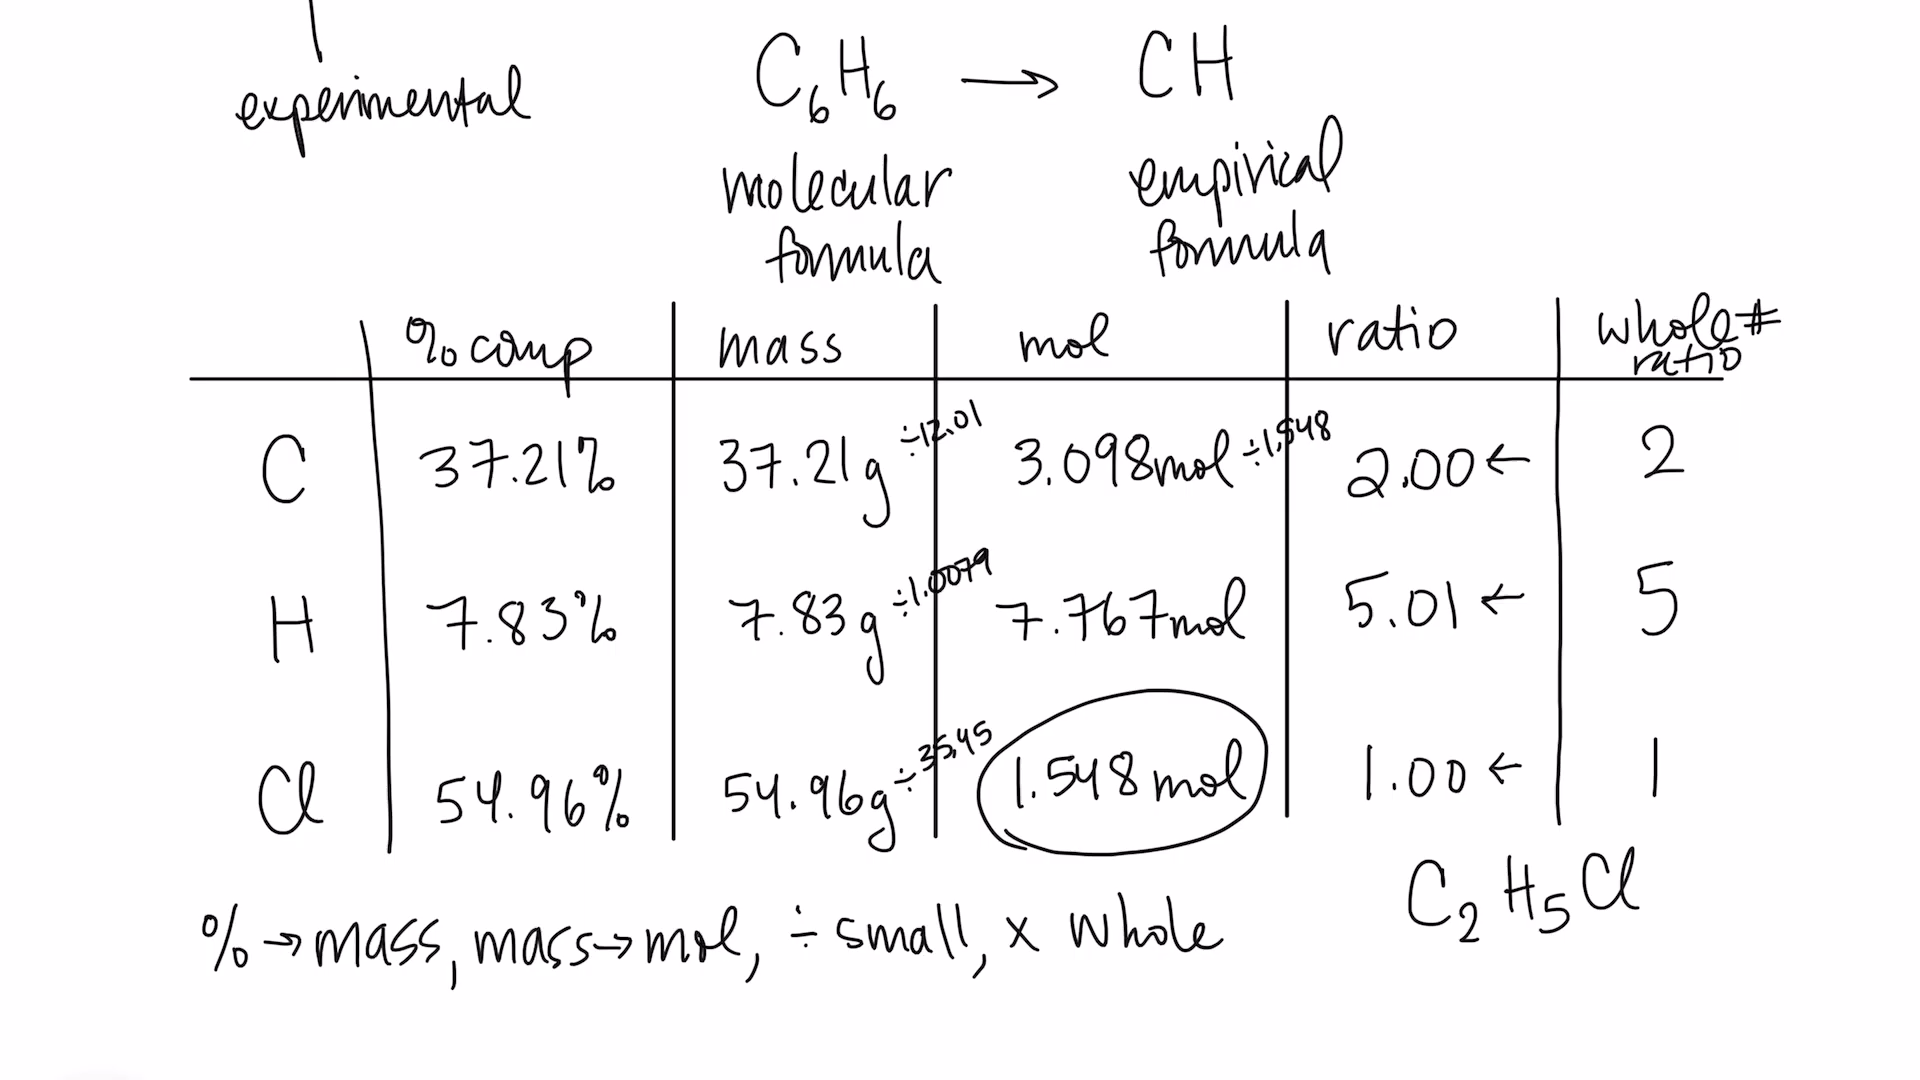 experimental
C₆H₆ → CH
molecular formula
empirical formula
% comp mass mol ratio whole # ratio
C 37.21% 37.21g ÷12.01 3.098mol ÷1.548 2.00 ← 2
H 7.83% 7.83g ÷1.0079 7.767mol 5.01 ← 5
Cl 54.96% 54.96g ÷35.45 1.548mol 1.00 ← 1
C₂H₅Cl
% → mass, mass → mol, ÷ small, x whole